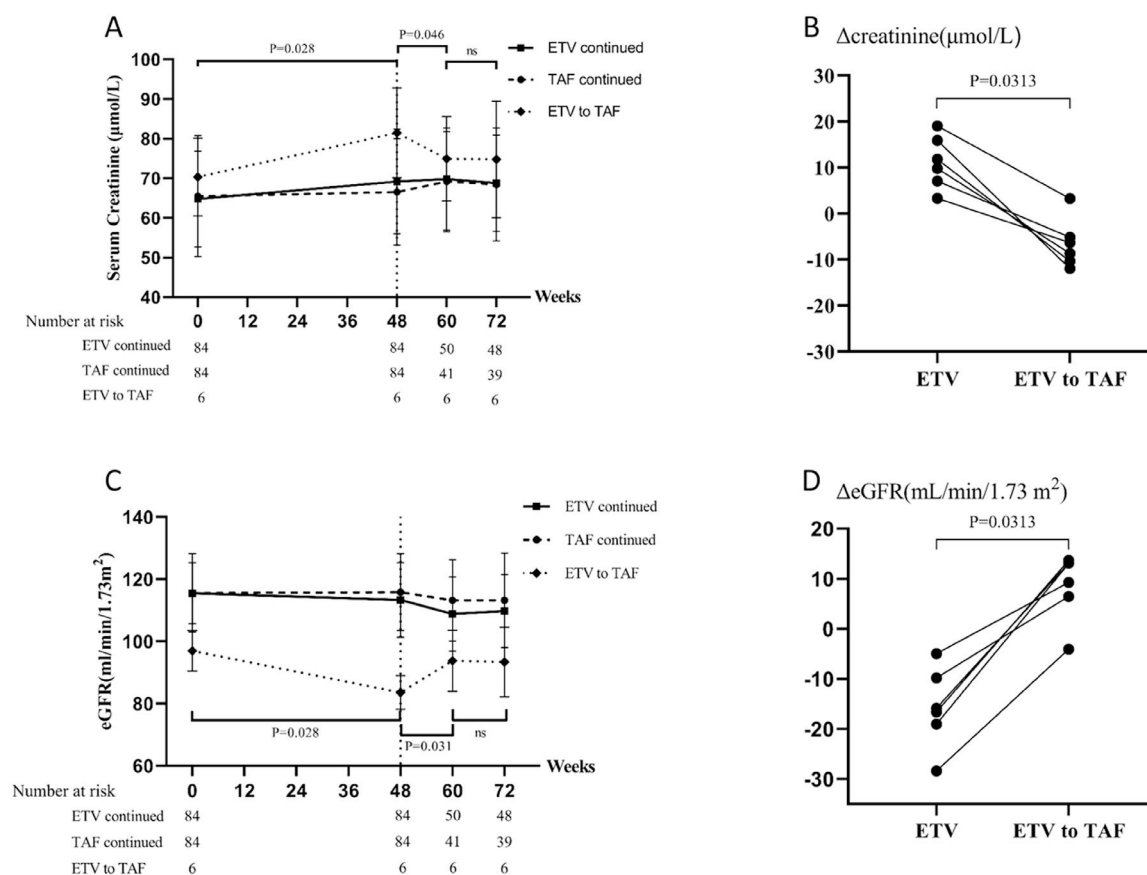 A
P=0.028
P=0.046
ns
ETV continued
TAF continued
ETV to TAF
Serum Creatinine (μmol/L)
100
90
80
70
60
50
40
Weeks
0 12 24 36 48 60 72
Number at risk
ETV continued 84 84 50 48
TAF continued 84 84 41 39
ETV to TAF 6 6 6 6
B
Δcreatinine(μmol/L)
P=0.0313
30
20
10
0
-10
-20
-30
ETV ETV to TAF
C
ETV continued
TAF continued
ETV to TAF
eGFR(ml/min/1.73m²)
140
120
100
80
60
P=0.028
P=0.031
ns
Weeks
0 12 24 36 48 60 72
Number at risk
ETV continued 84 84 50 48
TAF continued 84 84 41 39
ETV to TAF 6 6 6 6
D
ΔeGFR(mL/min/1.73 m²)
P=0.0313
20
10
0
-10
-20
-30
ETV ETV to TAF